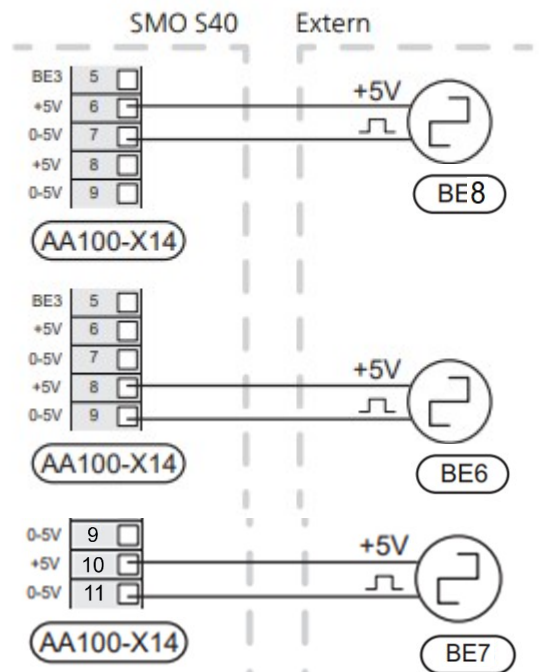 SMO S40 Extern
BE3 5
+5V 6 +5V
0-5V 7
+5V 8
0-5V 9
BE8
AA100-X14
BE3 5
+5V 6
0-5V 7
+5V 8 +5V
0-5V 9
AA100-X14
BE6
0-5V 9
+5V 10 +5V
0-5V 11
AA100-X14
BE7